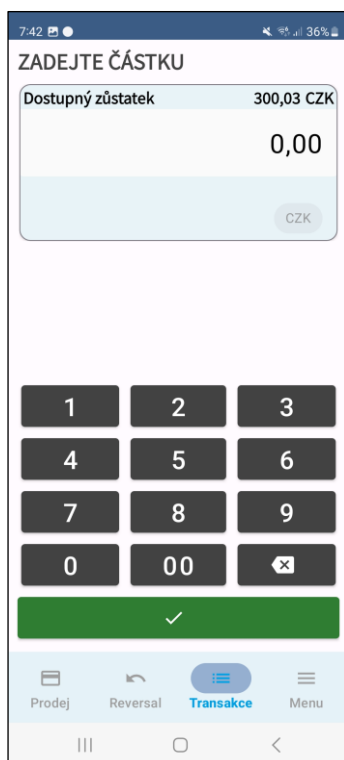 7:42 36%
ZADEJTE ČÁSTKU
Dostupný zůstatek 300,03 CZK
0,00
CZK
1 2 3
4 5 6
7 8 9
0 00
Prodej Reversal Transakce Menu